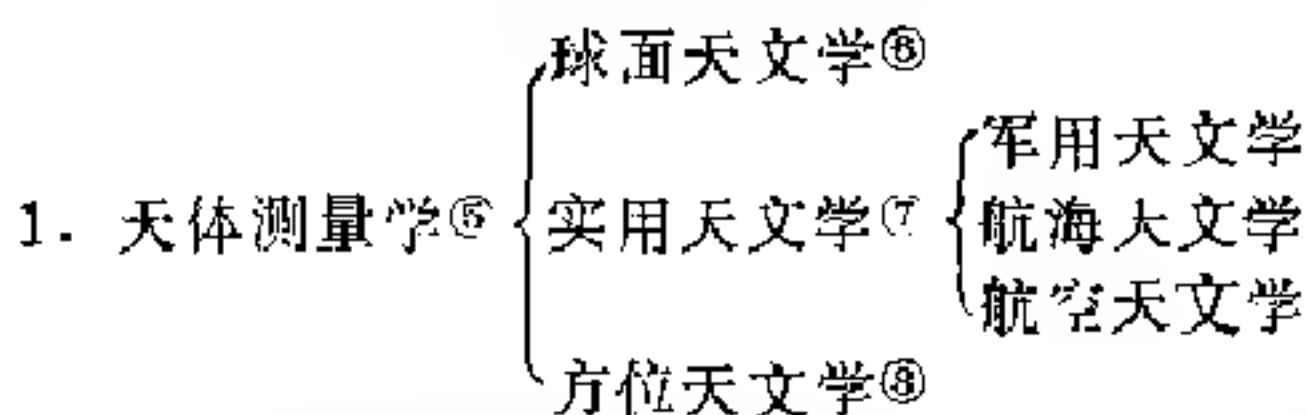 球面天文学⑥
军用天文学
1. 天体测量学⑤ 实用天文学⑦ 航海天文学
航空天文学
方位天文学⑧